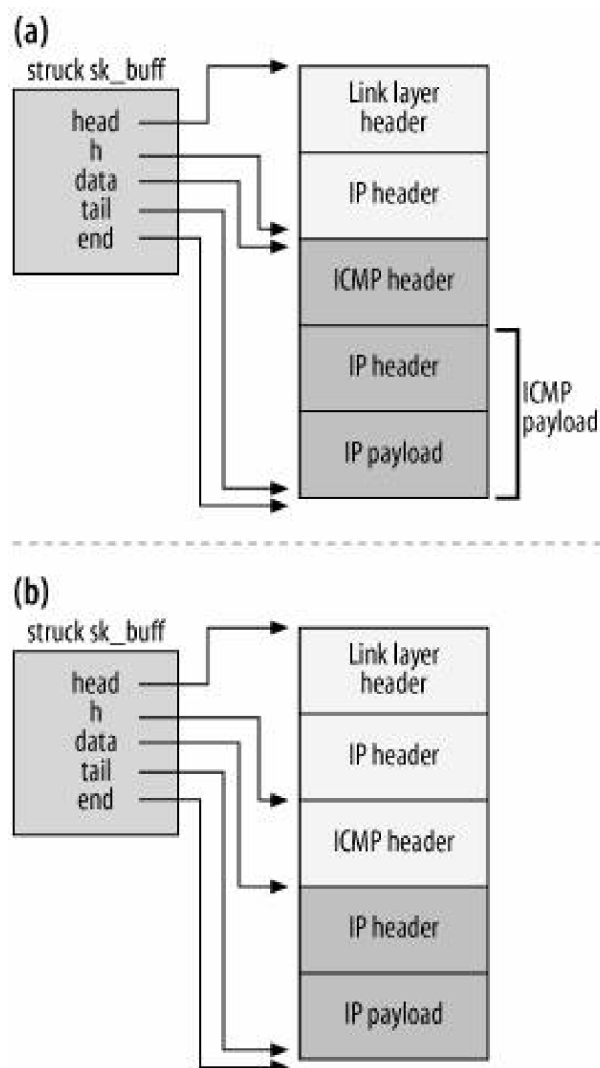 (a)
struck sk_buff
head
h
data
tail
end
Link layer
header
IP header
ICMP header
IP header
IP payload
ICMP
payload
(b)
struck sk_buff
head
h
data
tail
end
Link layer
header
IP header
ICMP header
IP header
IP payload